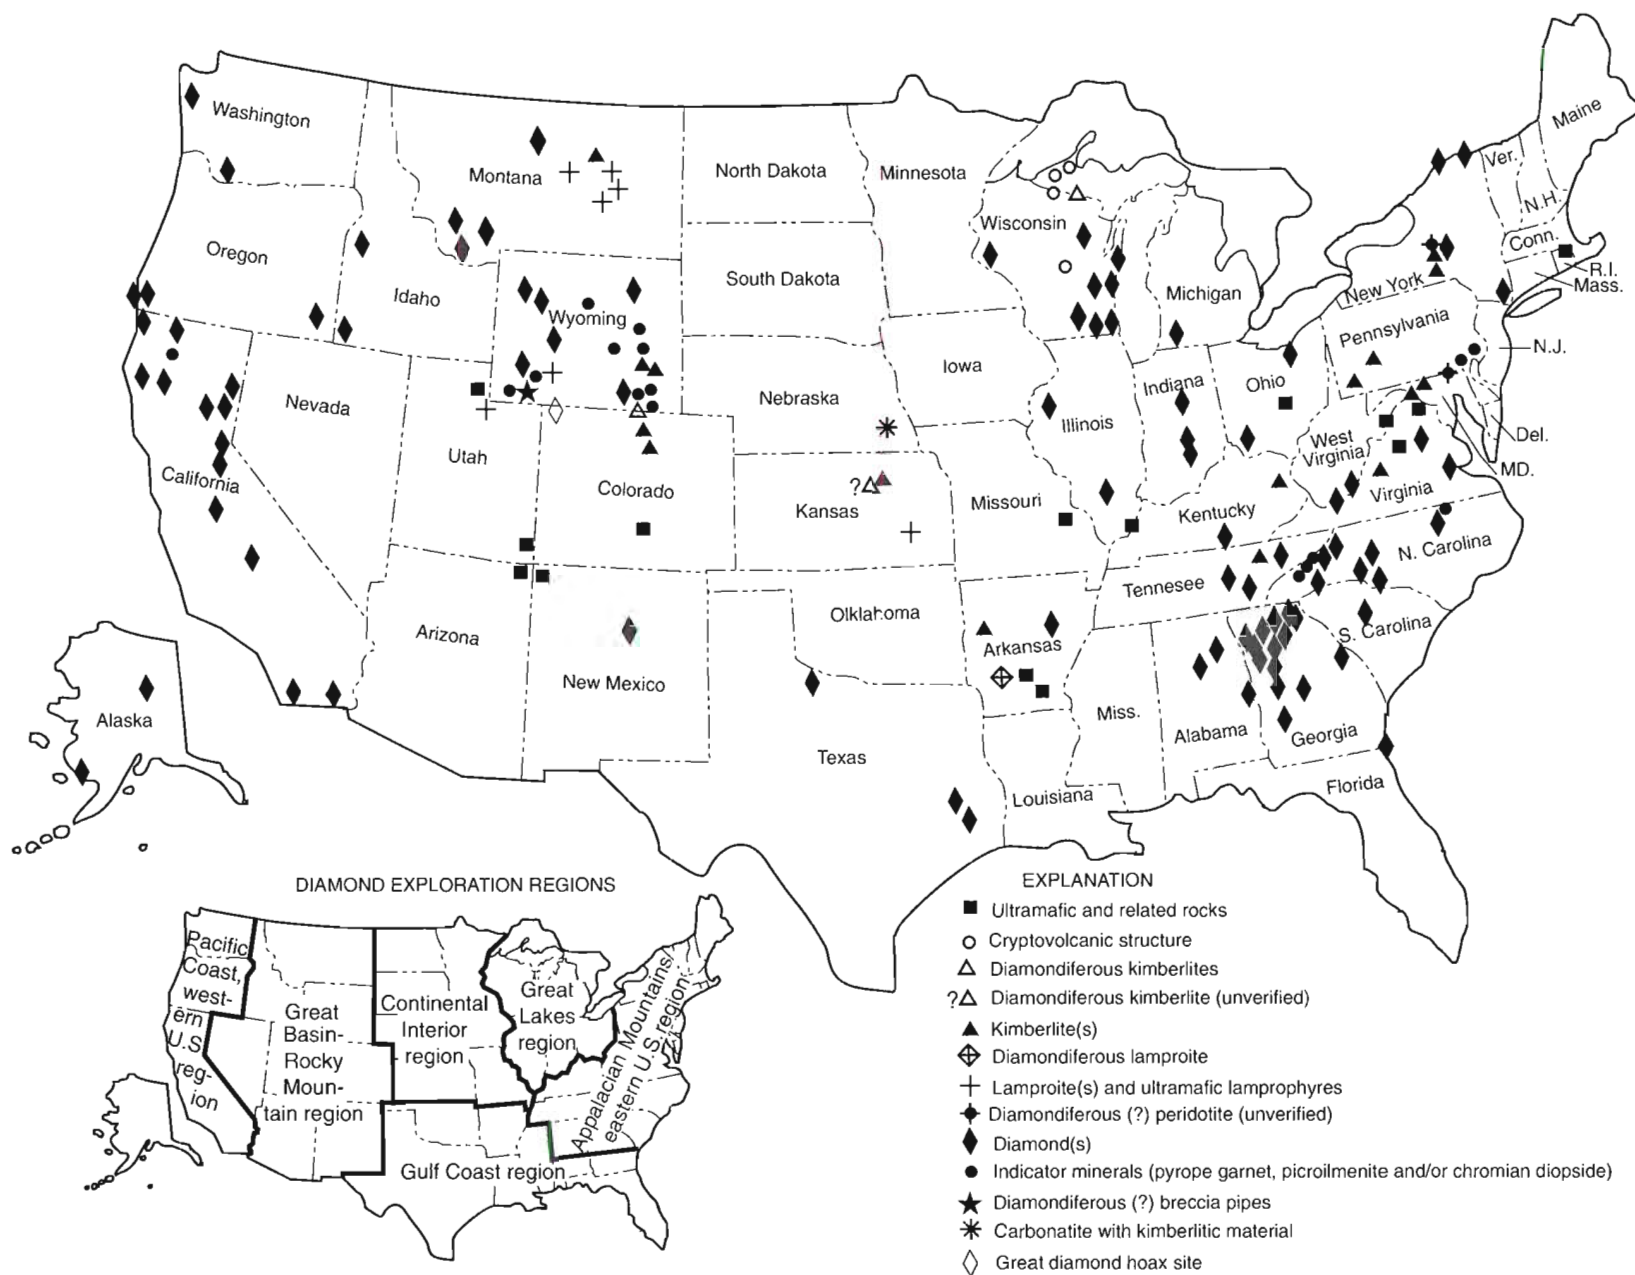 Washington
Montana
North Dakota
Minnesota
Maine
Ver.
N.H.
Oregon
Idaho
Wyoming
South Dakota
Wisconsin
Michigan
New York
Conn.
R.I.
Mass.
Pennsylvania
N.J.
Nevada
Utah
Nebraska
Iowa
Illinois
Indiana
Ohio
West
Virginia
Del.
MD.
California
Colorado
?
Kansas
Missouri
Kentucky
Virginia
Arizona
New Mexico
Olklahoma
Arkansas
Tennesee
N. Carolina
S. Carolina
Alaska
Texas
Louisiana
Miss.
Alabama
Georgia
Florida
DIAMOND EXPLORATION REGIONS
Pacific
Coast,
west-
ern
U.S
reg-
ion
Great
Basin-
Rocky
Moun-
tain region
Continental
Interior
region
Great
Lakes
region
Appalacian Mountains/
eastern U.S. region
Gulf Coast region
EXPLANATION
Ultramafic and related rocks
Cryptovolcanic structure
Diamondiferous kimberlites
? Diamondiferous kimberlite (unverified)
Kimberlite(s)
Diamondiferous lamproite
Lamproite(s) and ultramafic lamprophyres
Diamondiferous (?) peridotite (unverified)
Diamond(s)
Indicator minerals (pyrope garnet, picroilmenite and/or chromian diopside)
Diamondiferous (?) breccia pipes
Carbonatite with kimberlitic material
Great diamond hoax site